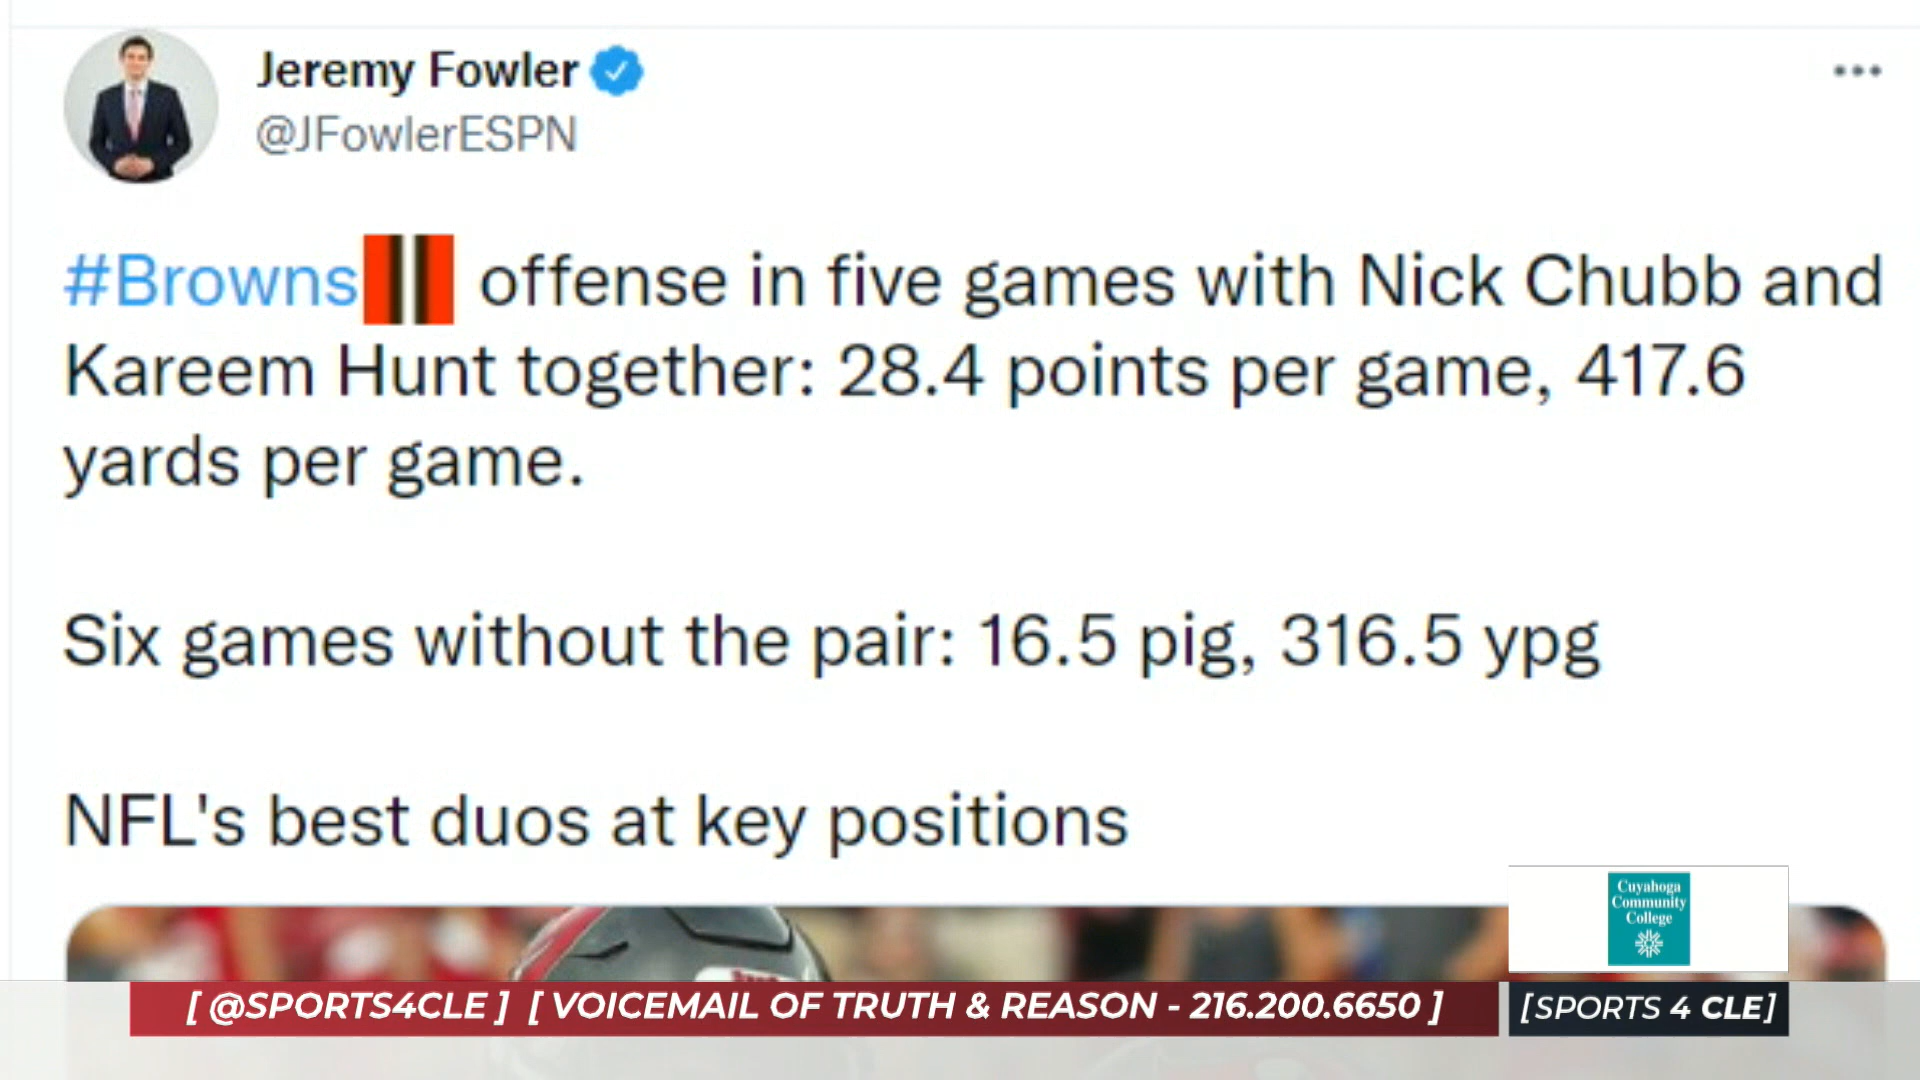 Jeremy Fowler
@JFowlerESPN
#Browns offense in five games with Nick Chubb and
Kareem Hunt together: 28.4 points per game, 417.6
yards per game.
Six games without the pair: 16.5 pig, 316.5 ypg
NFL's best duos at key positions
Cuyahoga
Community
College
[ @SPORTS4CLE ] [ VOICEMAIL OF TRUTH & REASON - 216.200.6650 ]
[SPORTS 4 CLE]